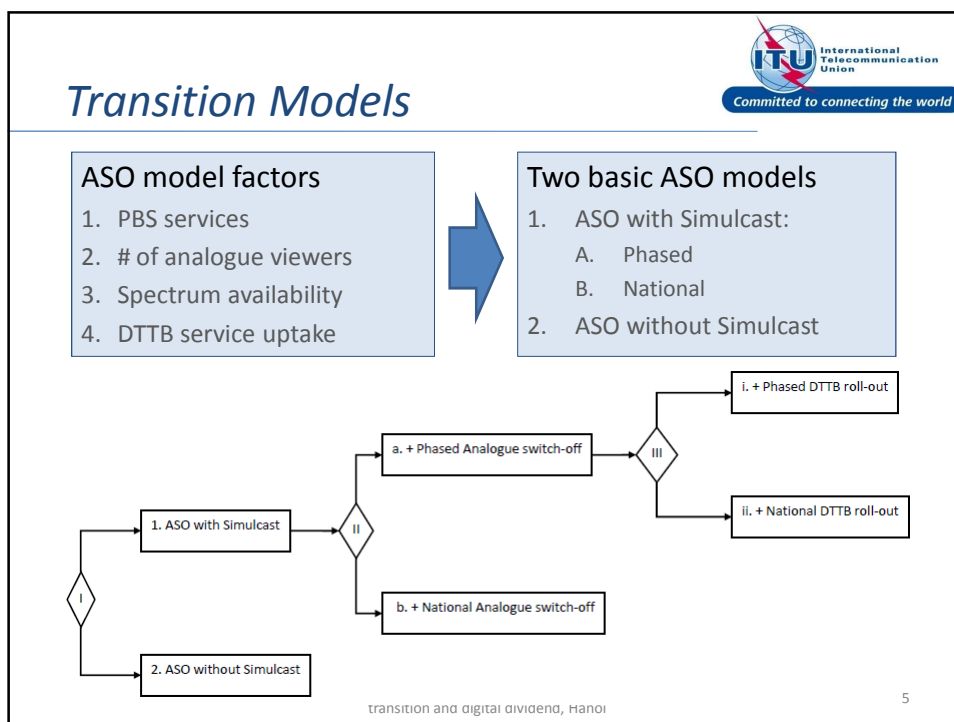 International
Telecommunication
Union
ITU
Committed to connecting the world
Transition Models
ASO model factors
1. PBS services
2. # of analogue viewers
3. Spectrum availability
4. DTTB service uptake
Two basic ASO models
1. ASO with Simulcast:
A. Phased
B. National
2. ASO without Simulcast
i. + Phased DTTB roll-out
a. + Phased Analogue switch-off
III
ii. + National DTTB roll-out
1. ASO with Simulcast
II
b. + National Analogue switch-off
I
2. ASO without Simulcast
transition and digital dividend, Hanoi
5